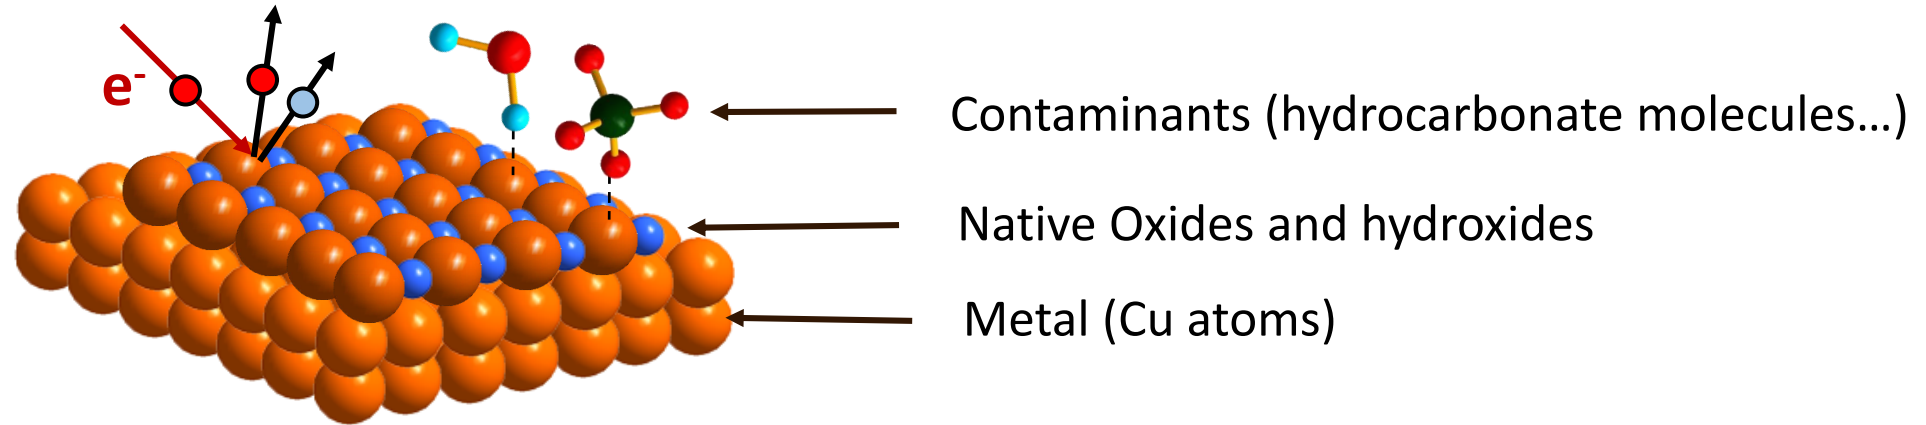 e-
Contaminants (hydrocarbonate molecules...)
Native Oxides and hydroxides
Metal (Cu atoms)